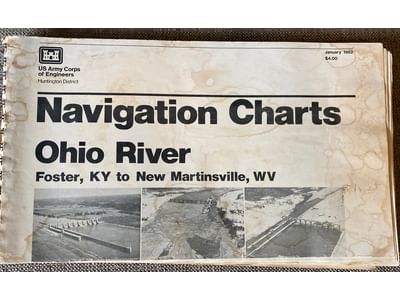 January 1982
$4.00
US Army Corps
of Engineers
Huntington District
Navigation Charts
Ohio River
Foster, KY to New Martinsville, WV